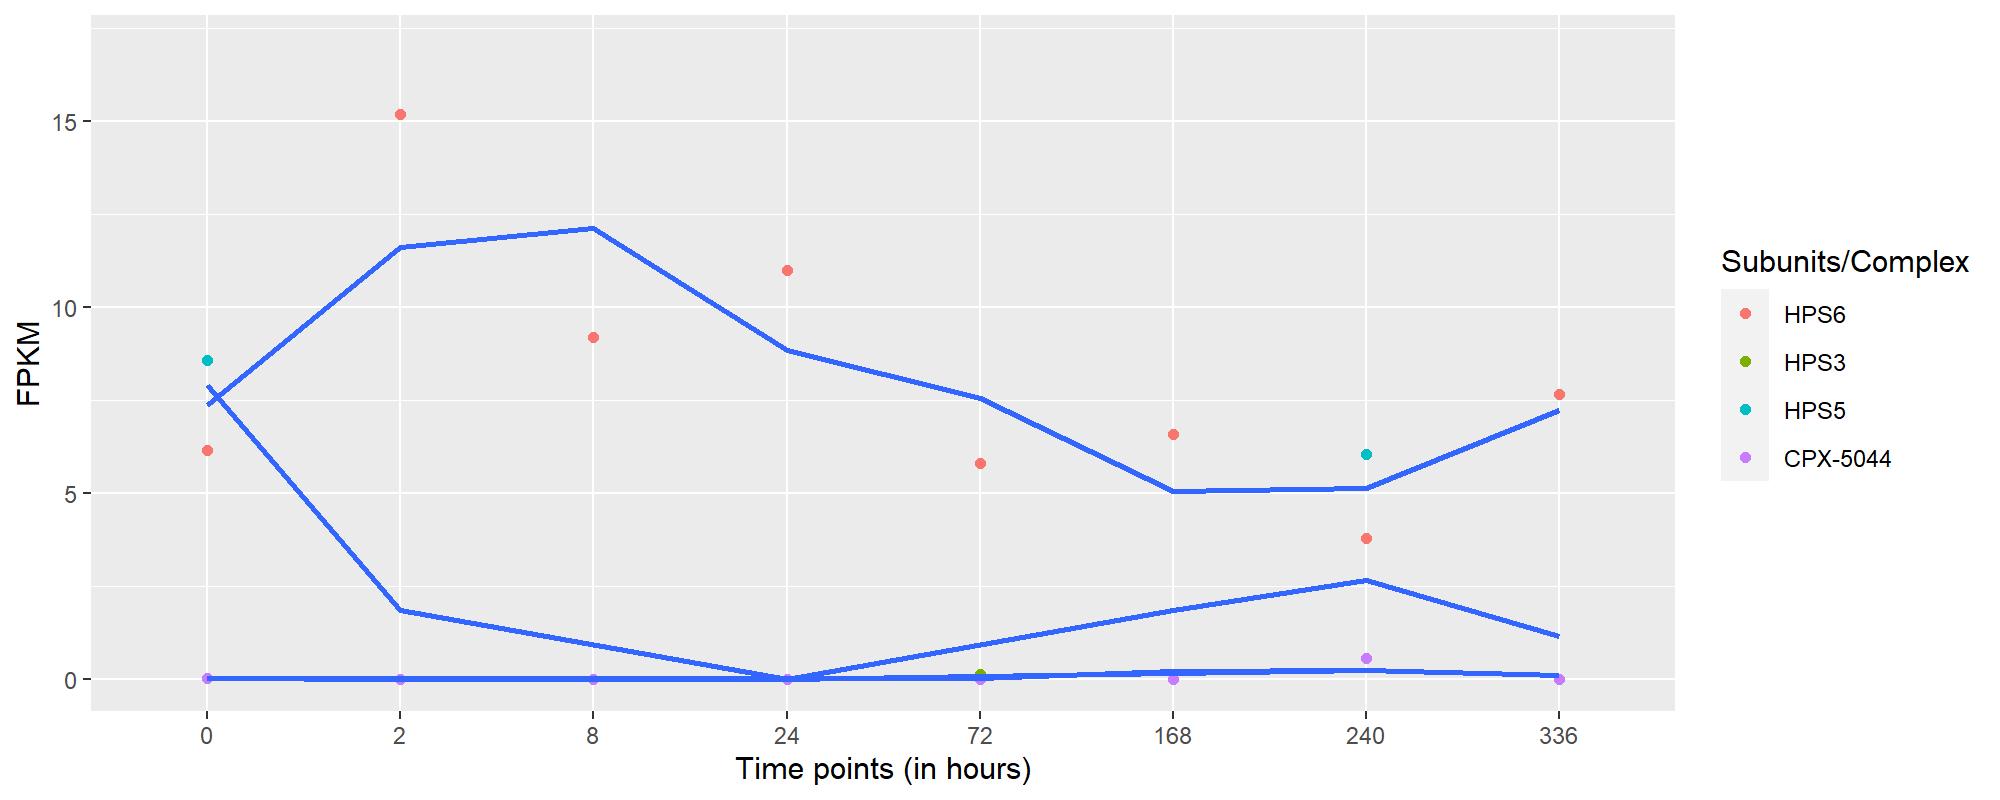 15
10
5
0
FPKM
0 2 8 24 72 168 240 336
Time points (in hours)
Subunits/Complex
HPS6
HPS3
HPS5
CPX-5044